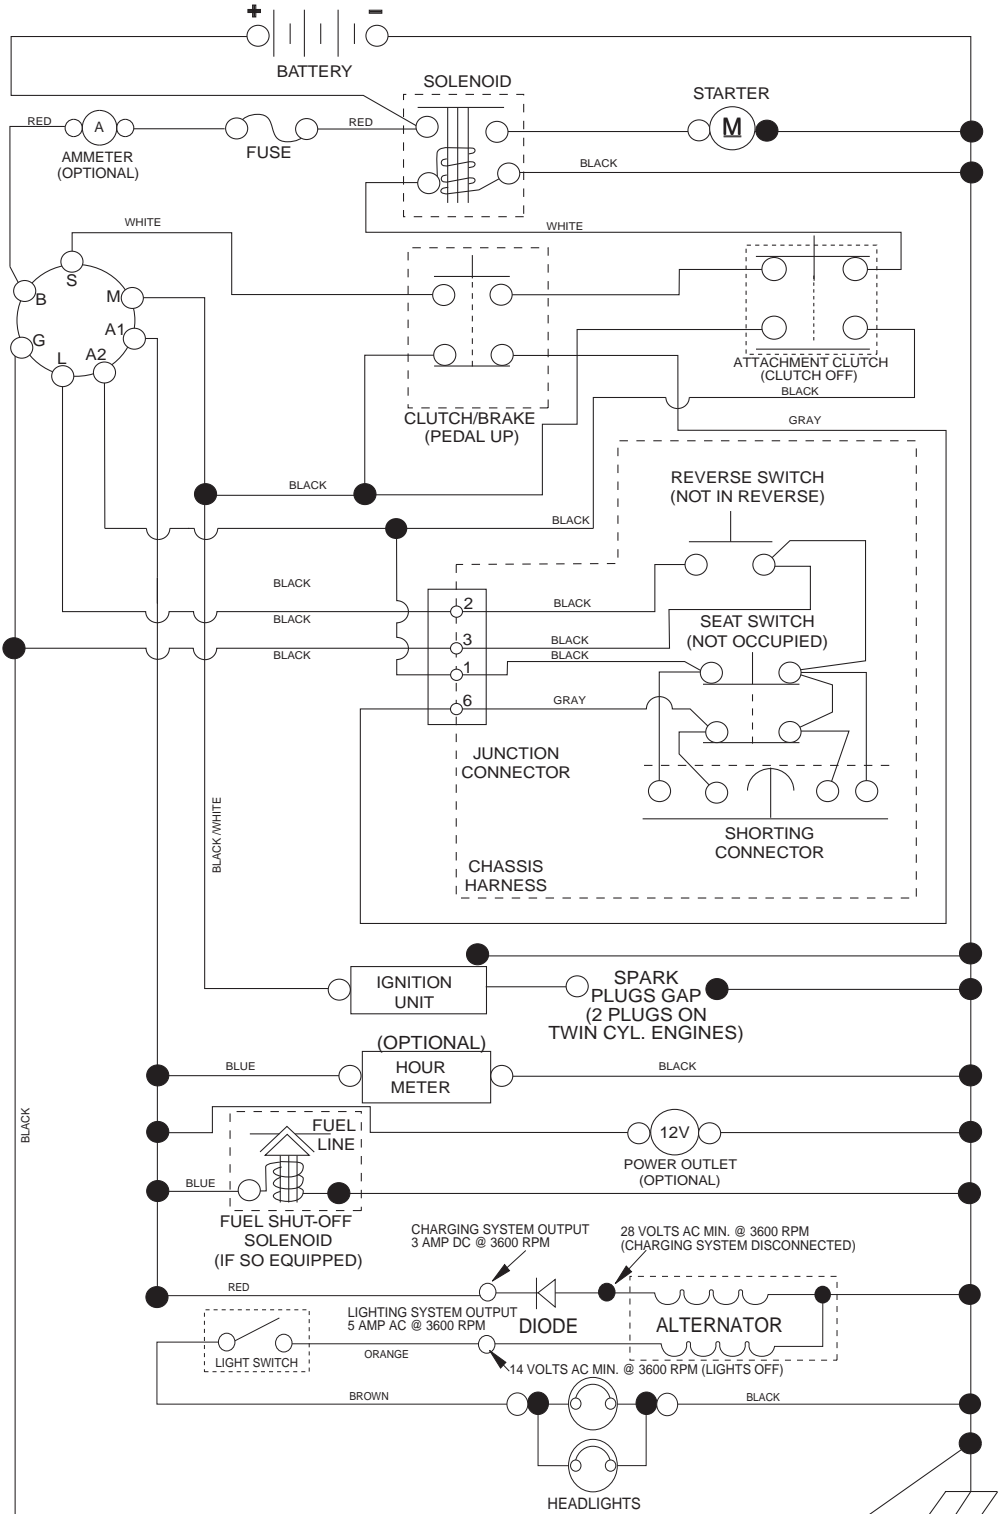 + −
BATTERY
SOLENOID
STARTER
RED
A
RED
M
AMMETER
(OPTIONAL)
FUSE
BLACK
WHITE
WHITE
S
B
M
G
A1
L
A2
ATTACHMENT CLUTCH
(CLUTCH OFF)
BLACK
CLUTCH/BRAKE
(PEDAL UP)
GRAY
REVERSE SWITCH
(NOT IN REVERSE)
BLACK
BLACK
BLACK
2
BLACK
BLACK
SEAT SWITCH
(NOT OCCUPIED)
3
BLACK
BLACK
BLACK
1
6
GRAY
JUNCTION
CONNECTOR
BLACK /WHITE
SHORTING
CONNECTOR
CHASSIS
HARNESS
IGNITION
UNIT
SPARK
PLUGS GAP
(2 PLUGS ON
TWIN CYL. ENGINES)
(OPTIONAL)
HOUR
METER
BLUE
BLACK
BLACK
FUEL
LINE
12V
POWER OUTLET
(OPTIONAL)
BLUE
FUEL SHUT-OFF
SOLENOID
(IF SO EQUIPPED)
CHARGING SYSTEM OUTPUT
3 AMP DC @ 3600 RPM
28 VOLTS AC MIN. @ 3600 RPM
(CHARGING SYSTEM DISCONNECTED)
RED
LIGHTING SYSTEM OUTPUT
5 AMP AC @ 3600 RPM
DIODE
ALTERNATOR
LIGHT SWITCH
ORANGE
14 VOLTS AC MIN. @ 3600 RPM (LIGHTS OFF)
BROWN
BLACK
HEADLIGHTS